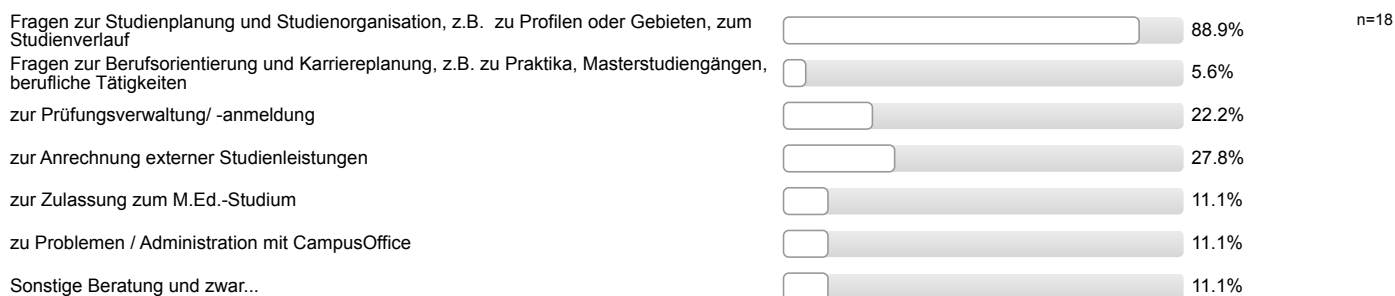 Fragen zur Studienplanung und Studienorganisation, z.B. zu Profilen oder Gebieten, zum
Studienverlauf
88.9%
n=18
Fragen zur Berufsorientierung und Karriereplanung, z.B. zu Praktika, Masterstudiengängen,
berufliche Tätigkeiten
5.6%
zur Prüfungsverwaltung/ -anmeldung
22.2%
zur Anrechnung externer Studienleistungen
27.8%
zur Zulassung zum M.Ed.-Studium
11.1%
zu Problemen / Administration mit CampusOffice
11.1%
Sonstige Beratung und zwar...
11.1%